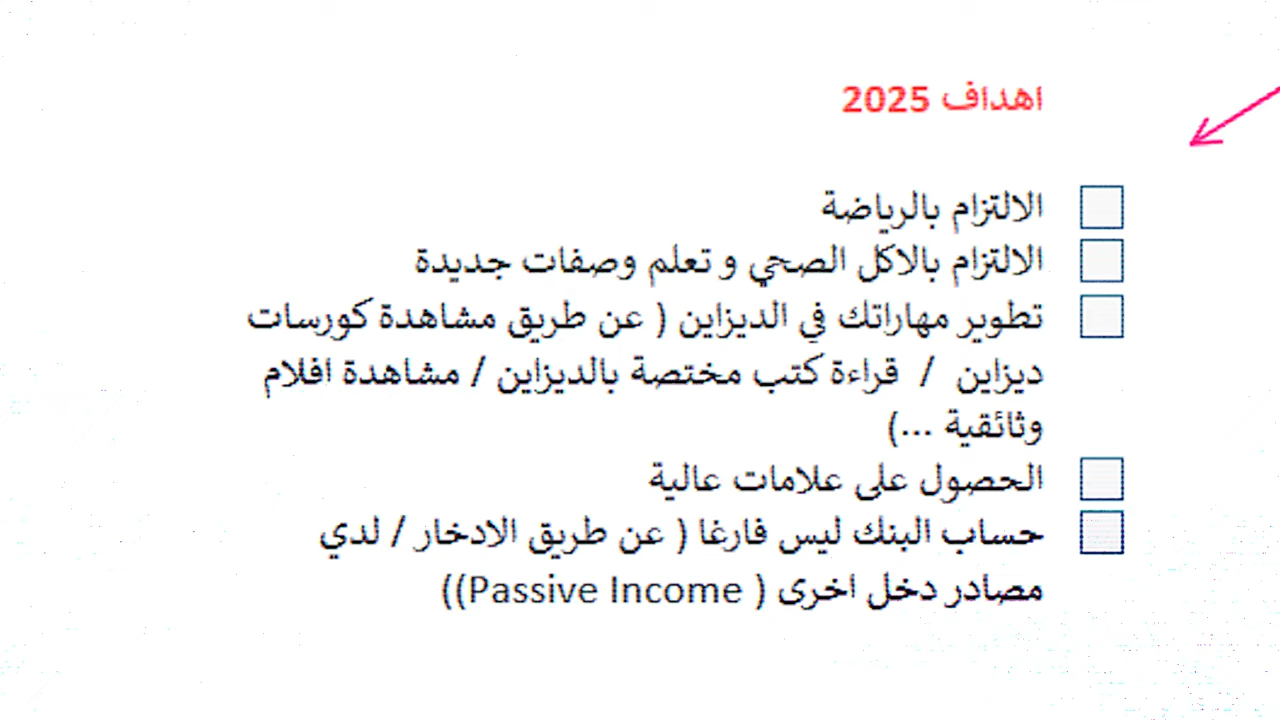 اهداف 2025
الالتزام بالرياضة
الالتزام بالاكل الصحي و تعلم وصفات جديدة
تطوير مهاراتك في الديزاين ( عن طريق مشاهدة كورسات
ديزاين / قراءة كتب مختصة بالديزاين / مشاهدة افلام
وثائقية ...)
الحصول على علامات عالية
حساب البنك ليس فارغا ( عن طريق الادخار / لدي
مصادر دخل اخرى ( Passive Income))